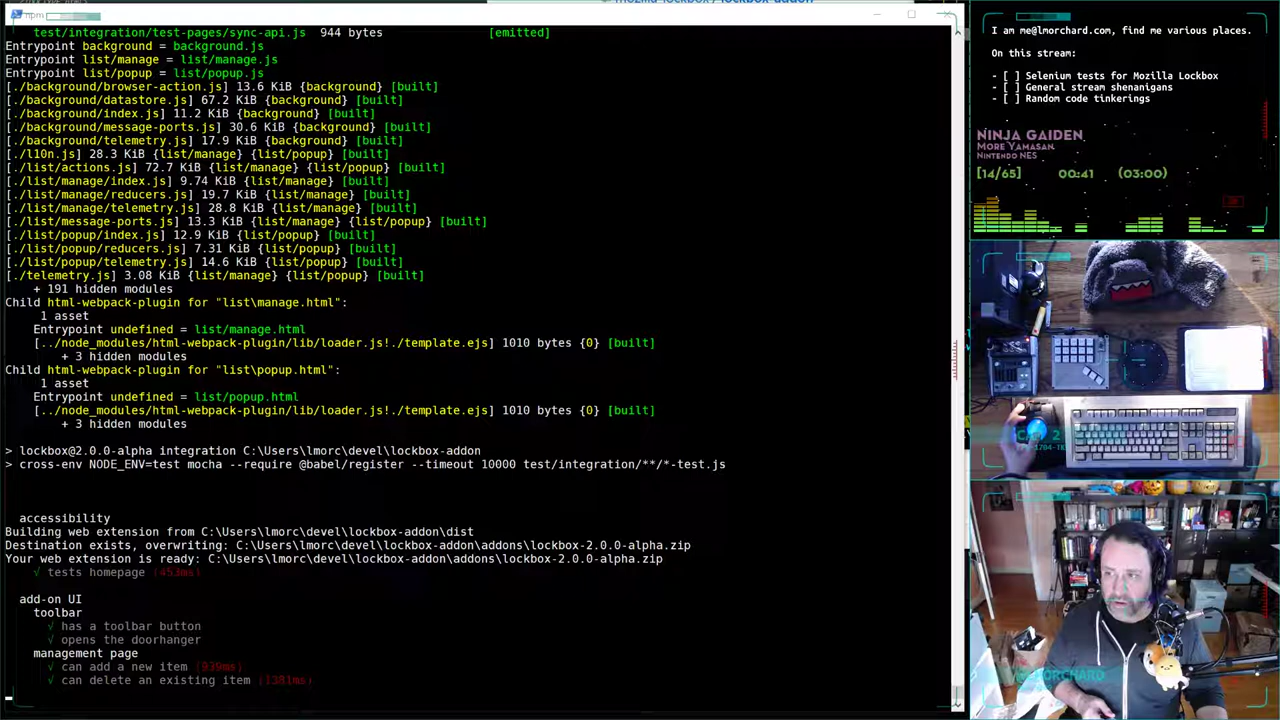 npm
mozilla-lockbox/lockbox-addon
test/integration/test-pages/sync-api.js  944 bytes  [emitted]
Entrypoint background = background.js
Entrypoint list/manage = list/manage.js
Entrypoint list/popup = list/popup.js
[./background/browser-action.js] 13.6 KiB {background} [built]
[./background/datastore.js] 67.2 KiB {background} [built]
[./background/index.js] 11.2 KiB {background} [built]
[./background/message-ports.js] 30.6 KiB {background} [built]
[./background/telemetry.js] 17.9 KiB {background} [built]
[./l10n.js] 28.3 KiB {list/manage} {list/popup} [built]
[./list/actions.js] 72.7 KiB {list/manage} {list/popup} [built]
[./list/manage/index.js] 9.74 KiB {list/manage} [built]
[./list/manage/reducers.js] 19.7 KiB {list/manage} [built]
[./list/manage/telemetry.js] 28.8 KiB {list/manage} [built]
[./list/message-ports.js] 13.3 KiB {list/manage} {list/popup} [built]
[./list/popup/index.js] 12.9 KiB {list/popup} [built]
[./list/popup/reducers.js] 7.31 KiB {list/popup} [built]
[./list/popup/telemetry.js] 14.6 KiB {list/popup} [built]
[./telemetry.js] 3.08 KiB {list/manage} {list/popup} [built]
+ 191 hidden modules
Child html-webpack-plugin for "list\manage.html":
1 asset
Entrypoint undefined = list/manage.html
[../node_modules/html-webpack-plugin/lib/loader.js!./template.ejs] 1010 bytes {0} [built]
+ 3 hidden modules
Child html-webpack-plugin for "list\popup.html":
1 asset
Entrypoint undefined = list/popup.html
[../node_modules/html-webpack-plugin/lib/loader.js!./template.ejs] 1010 bytes {0} [built]
+ 3 hidden modules
> lockbox@2.0.0-alpha integration C:\Users\lmorc\devel\lockbox-addon
> cross-env NODE_ENV=test mocha --require @babel/register --timeout 10000 test/integration/**/*-test.js
accessibility
Building web extension from C:\Users\lmorc\devel\lockbox-addon\dist
Destination exists, overwriting: C:\Users\lmorc\devel\lockbox-addon\addons\lockbox-2.0.0-alpha.zip
Your web extension is ready: C:\Users\lmorc\devel\lockbox-addon\addons\lockbox-2.0.0-alpha.zip
√ tests homepage (453ms)
add-on UI
toolbar
√ has a toolbar button
√ opens the doorhanger
management page
√ can add a new item (939ms)
√ can delete an existing item (1381ms)
I am me@lmorchard.com, find me various places.
On this stream:
- [ ] Selenium tests for Mozilla Lockbox
- [ ] General stream shenanigans
- [ ] Random code tinkerings
NINJA GAIDEN
MORE YAMASAN
NINTENDO NES
[14/65]  00:41  (03:00)
CAM 2
@LMORCHARD